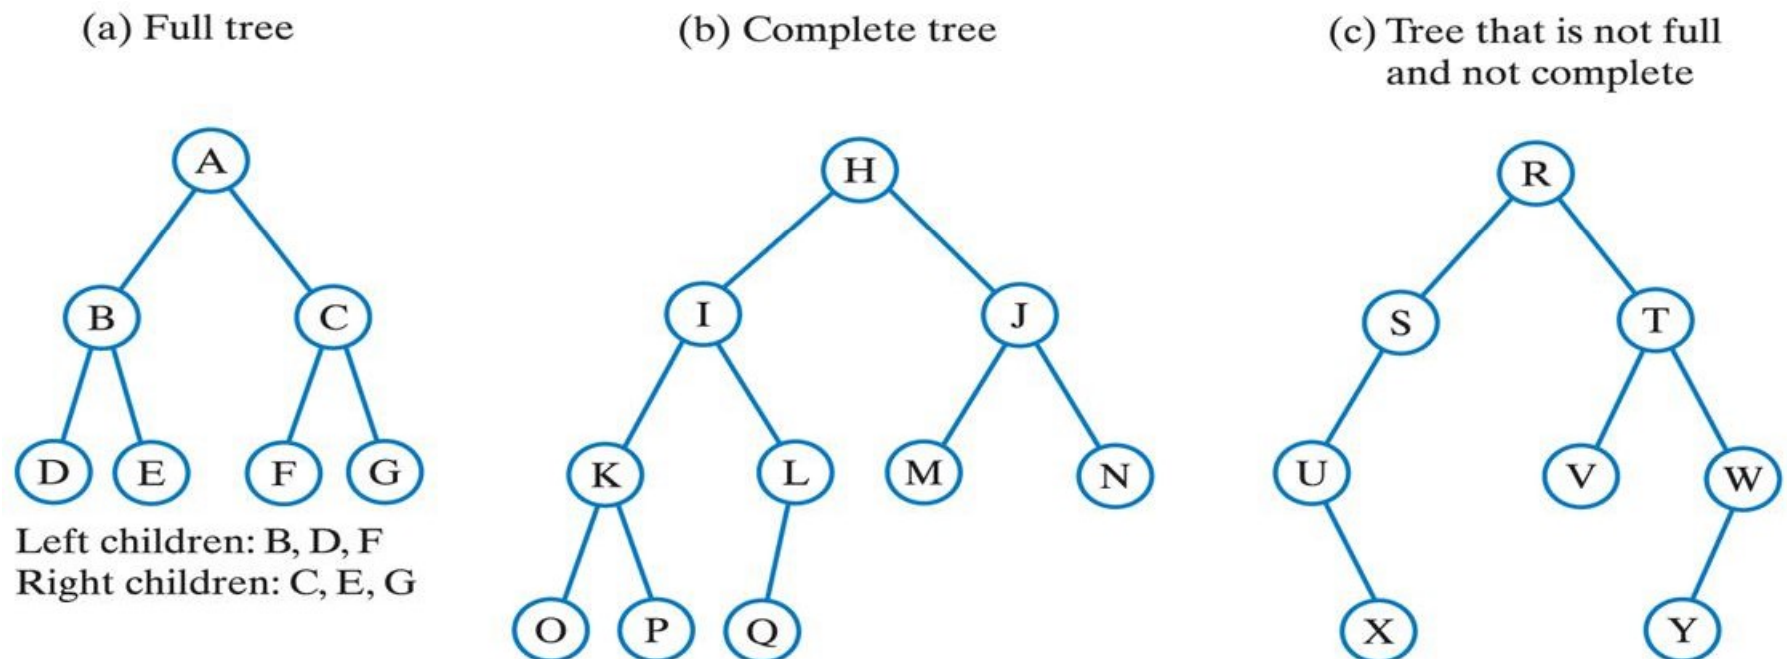 (a) Full tree
(b) Complete tree
(c) Tree that is not full
and not complete
A
B
C
D
E
F
G
Left children: B, D, F
Right children: C, E, G
H
I
J
K
L
M
N
O
P
Q
R
S
T
U
V
W
X
Y